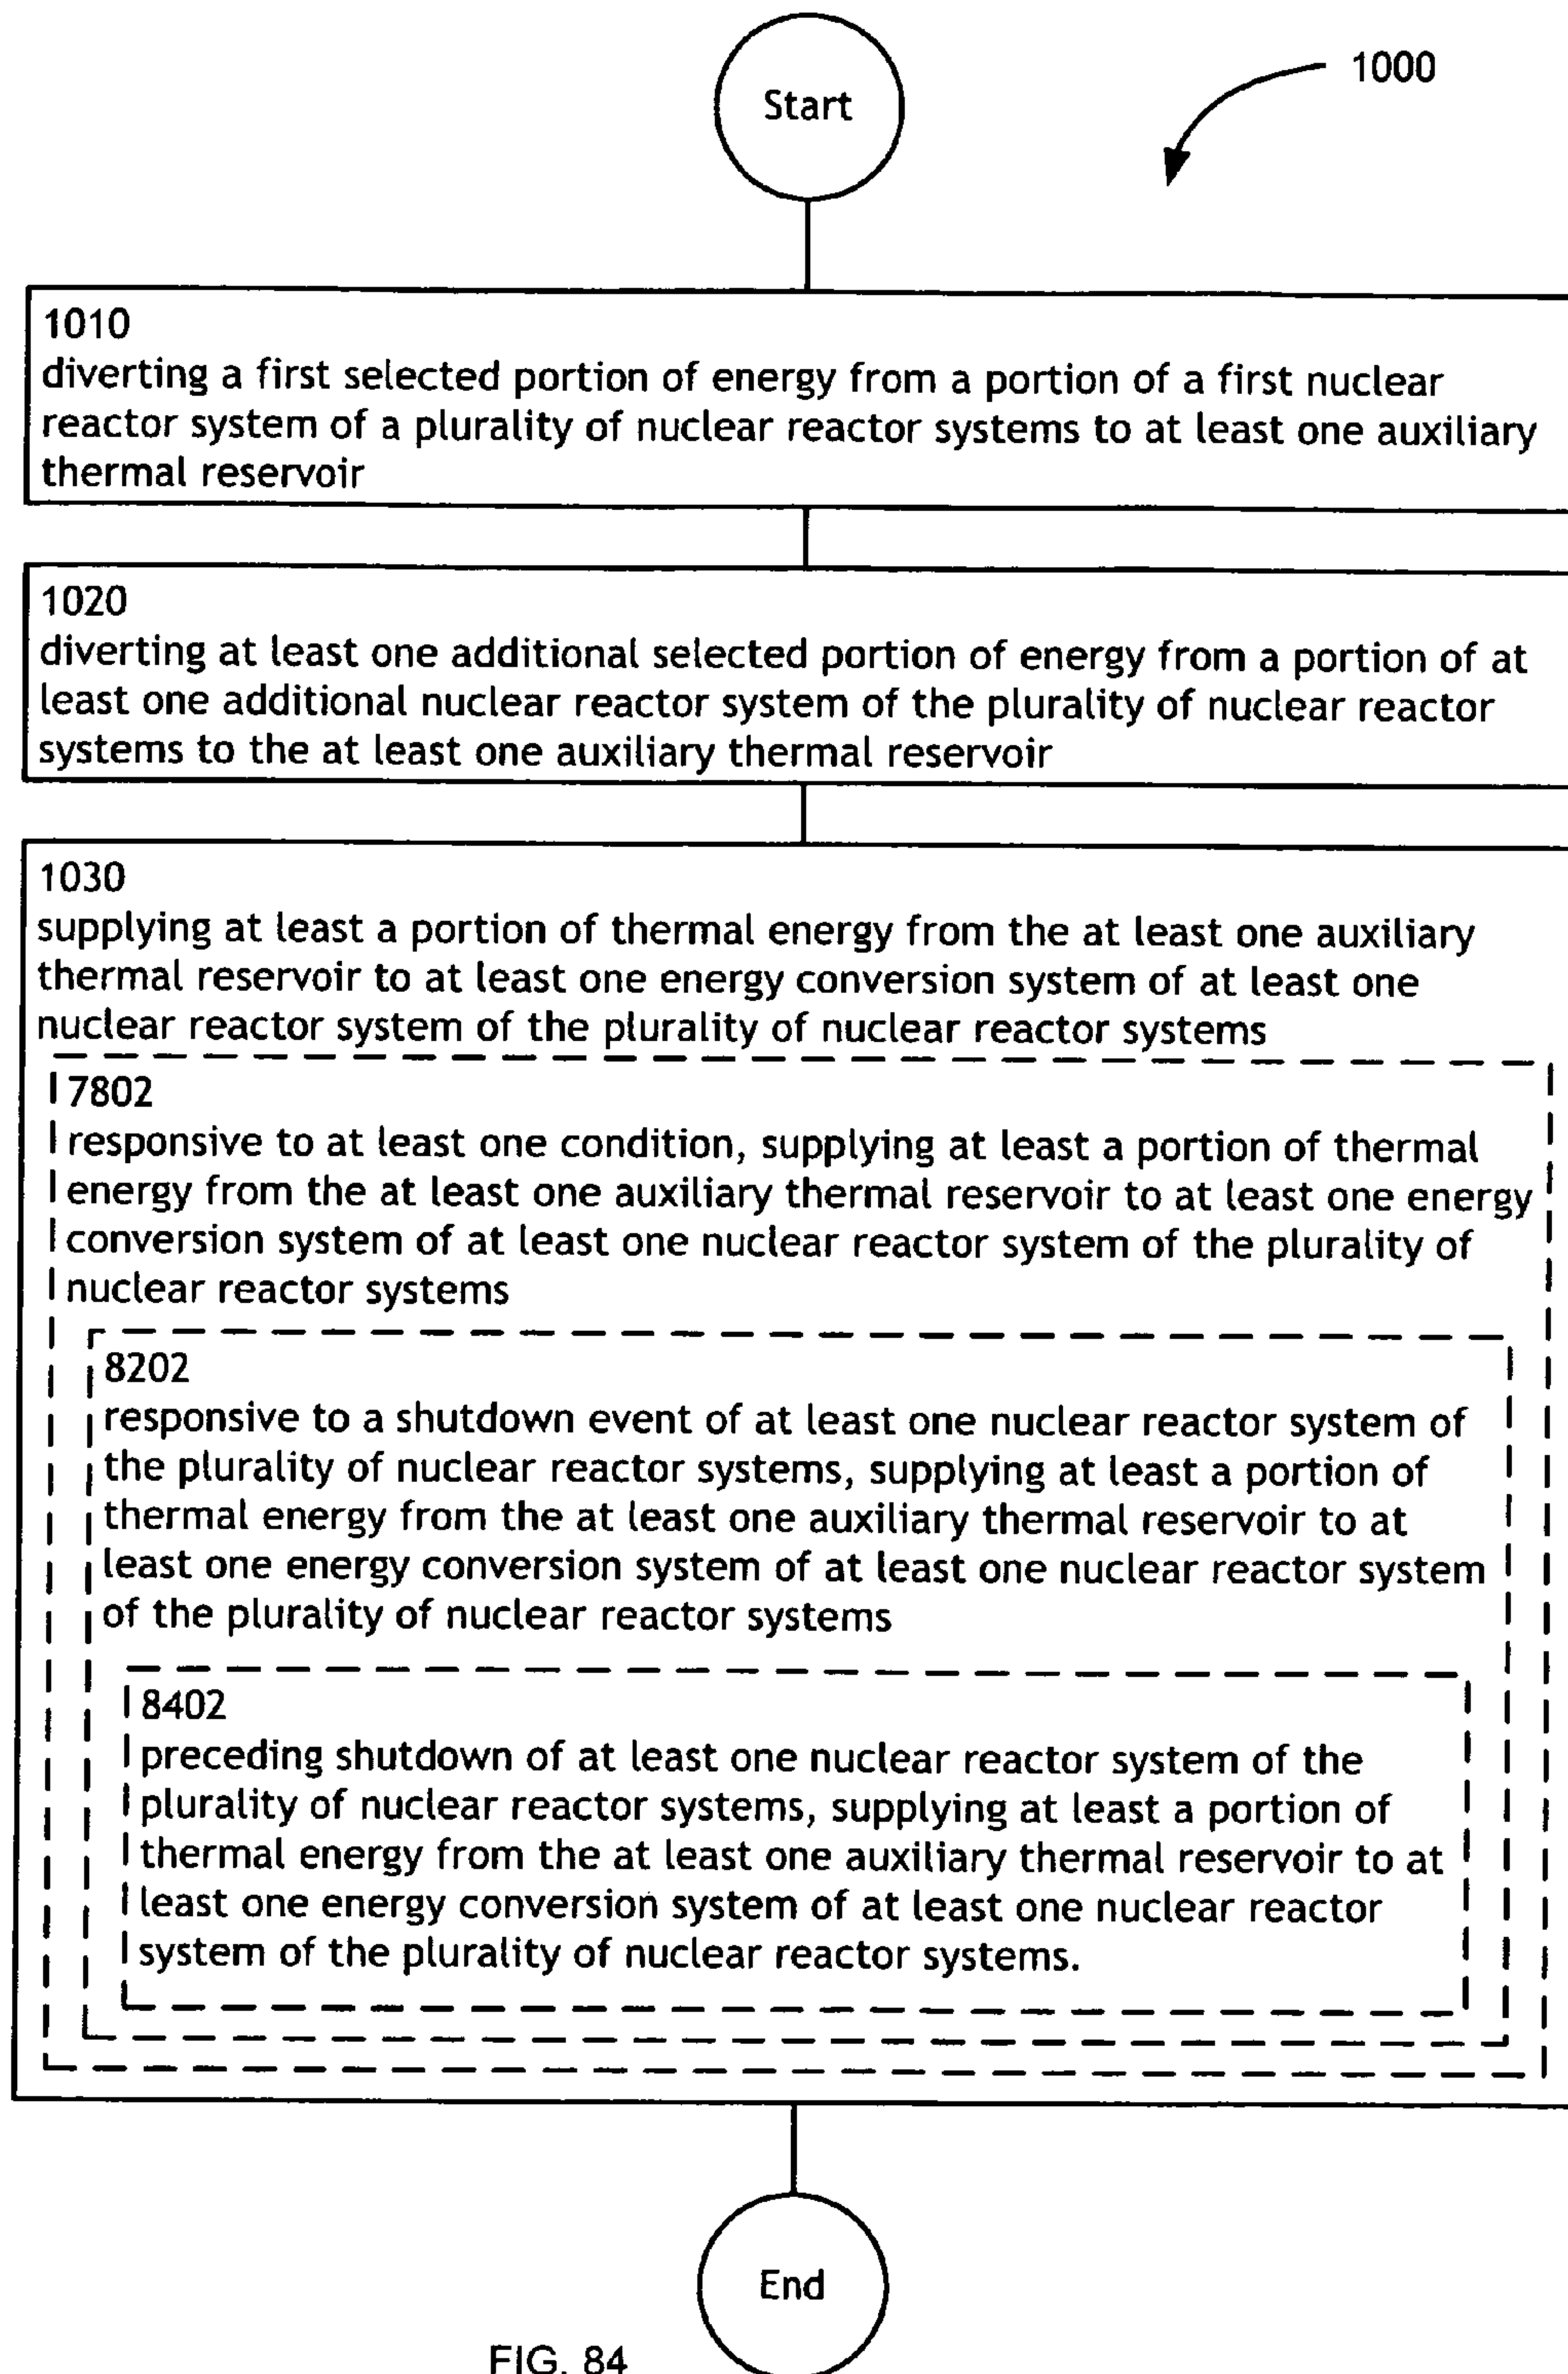 Start
1000
1010
diverting a first selected portion of energy from a portion of a first nuclear
reactor system of a plurality of nuclear reactor systems to at least one auxiliary
thermal reservoir
1020
diverting at least one additional selected portion of energy from a portion of at
least one additional nuclear reactor system of the plurality of nuclear reactor
systems to the at least one auxiliary thermal reservoir
1030
supplying at least a portion of thermal energy from the at least one auxiliary
thermal reservoir to at least one energy conversion system of at least one
nuclear reactor system of the plurality of nuclear reactor systems
7802
responsive to at least one condition, supplying at least a portion of thermal
energy from the at least one auxiliary thermal reservoir to at least one energy
conversion system of at least one nuclear reactor system of the plurality of
nuclear reactor systems
8202
responsive to a shutdown event of at least one nuclear reactor system of
the plurality of nuclear reactor systems, supplying at least a portion of
thermal energy from the at least one auxiliary thermal reservoir to at
least one energy conversion system of at least one nuclear reactor system
of the plurality of nuclear reactor systems
8402
preceding shutdown of at least one nuclear reactor system of the
plurality of nuclear reactor systems, supplying at least a portion of
thermal energy from the at least one auxiliary thermal reservoir to at
least one energy conversion system of at least one nuclear reactor
system of the plurality of nuclear reactor systems.
End
FIG. 84